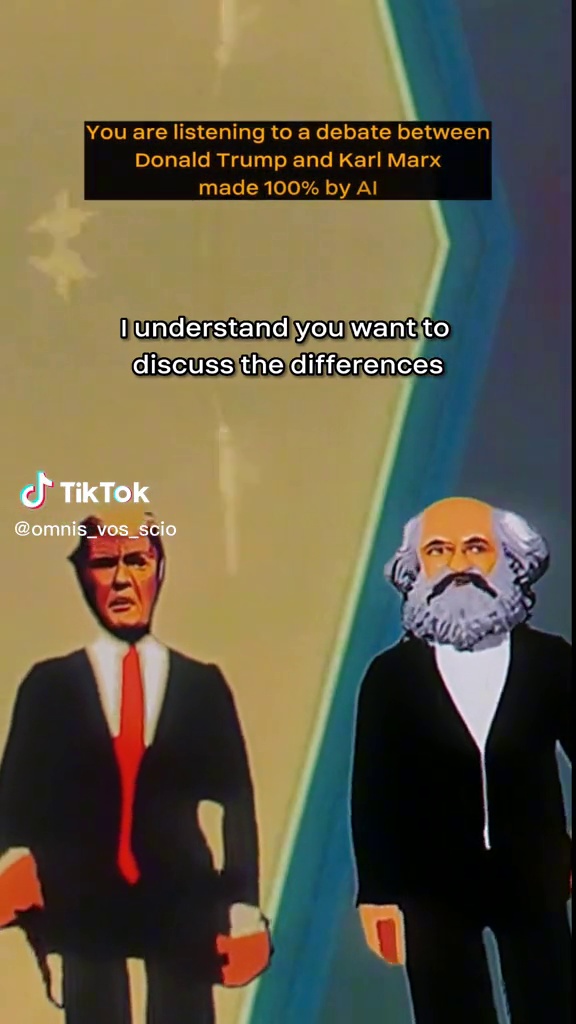 You are listening to a debate between
Donald Trump and Karl Marx
made 100% by AI
I understand you want to
discuss the differences
TikTok
@omnis_vos_scio